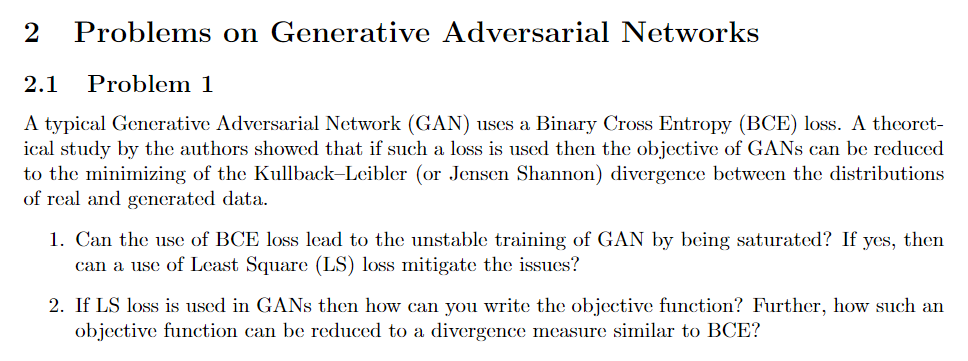 2 Problems on Generative Adversarial Networks
2.1 Problem 1
A typical Generative Adversarial Network (GAN) uses a Binary Cross Entropy (BCE) loss. A theoret-
ical study by the authors showed that if such a loss is used then the objective of GANs can be reduced
to the minimizing of the Kullback–Leibler (or Jensen Shannon) divergence between the distributions
of real and generated data.
1. Can the use of BCE loss lead to the unstable training of GAN by being saturated? If yes, then
can a use of Least Square (LS) loss mitigate the issues?
2. If LS loss is used in GANs then how can you write the objective function? Further, how such an
objective function can be reduced to a divergence measure similar to BCE?